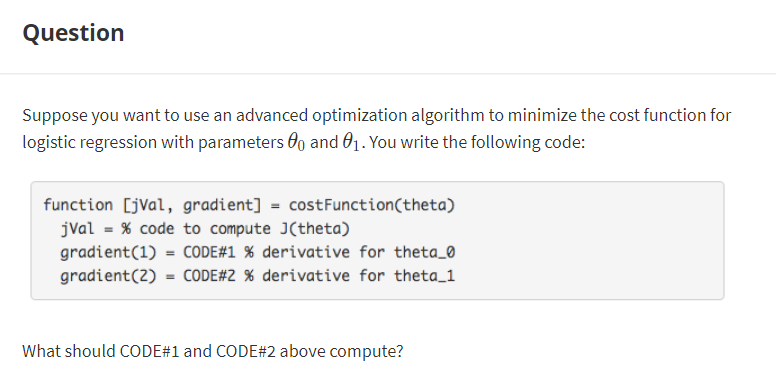 Question
Suppose you want to use an advanced optimization algorithm to minimize the cost function for
logistic regression with parameters θ₀ and θ₁. You write the following code:
function [jVal, gradient] = costFunction(theta)
jVal = % code to compute J(theta)
gradient(1) = CODE#1 % derivative for theta_0
gradient(2) = CODE#2 % derivative for theta_1
What should CODE#1 and CODE#2 above compute?